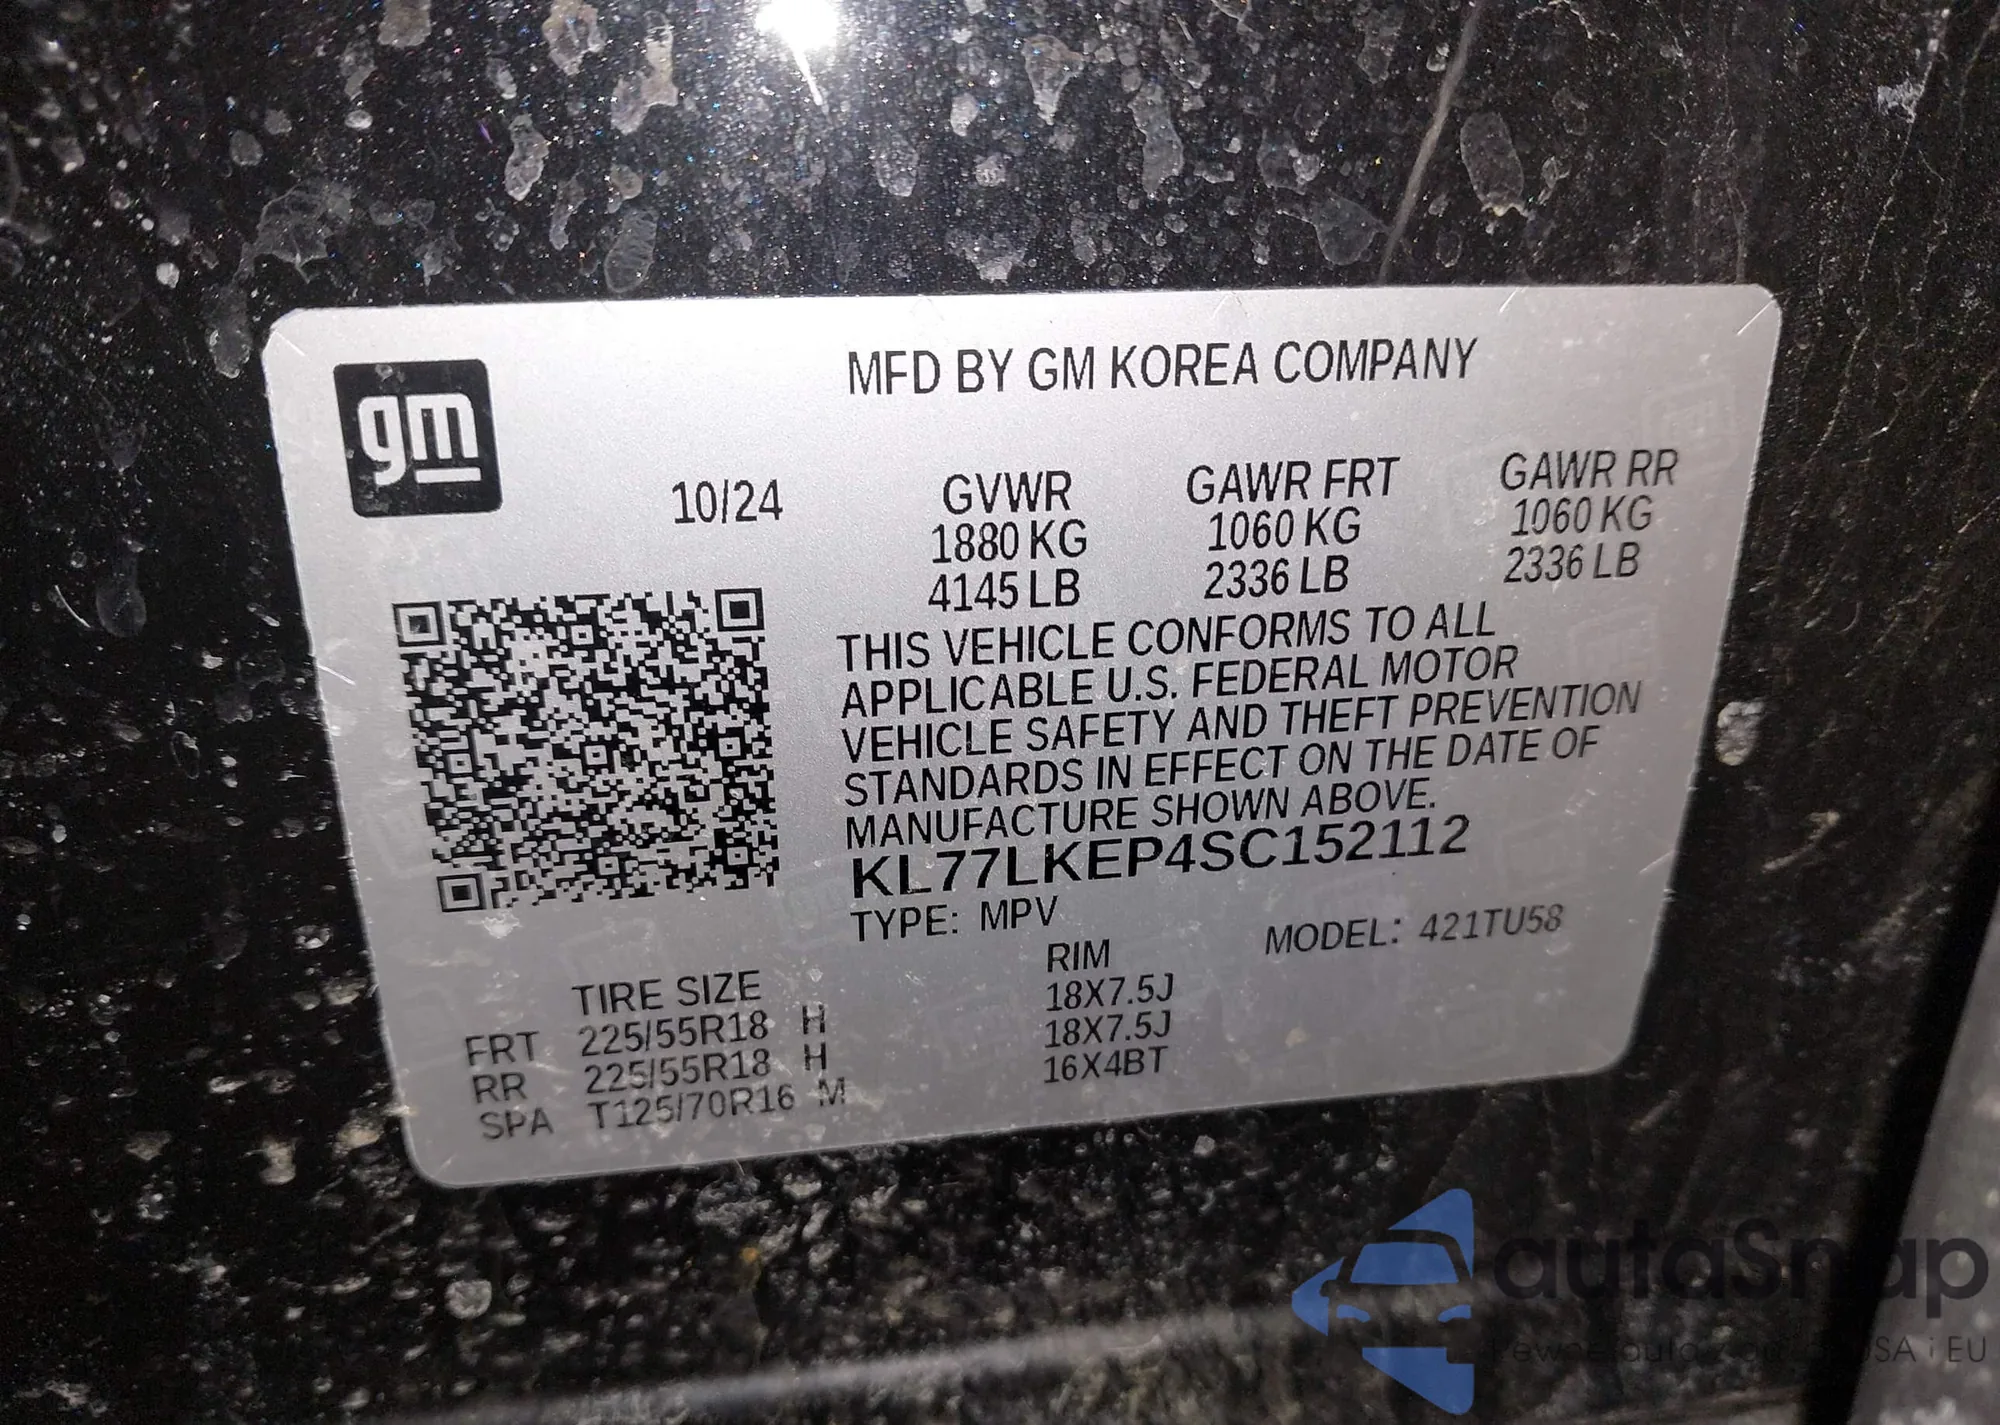 gm
MFD BY GM KOREA COMPANY
10/24 GVWR GAWR FRT GAWR RR
1880 KG 1060 KG 1060 KG
4145 LB 2336 LB 2336 LB
THIS VEHICLE CONFORMS TO ALL
APPLICABLE U.S. FEDERAL MOTOR
VEHICLE SAFETY AND THEFT PREVENTION
STANDARDS IN EFFECT ON THE DATE OF
MANUFACTURE SHOWN ABOVE.
KL77LKEP4SC152112
TYPE: MPV MODEL: 421TU58
TIRE SIZE RIM
FRT 225/55R18 H 18X7.5J
RR 225/55R18 H 18X7.5J
SPA T125/70R16 M 16X4BT
autaSnap
USA i EU